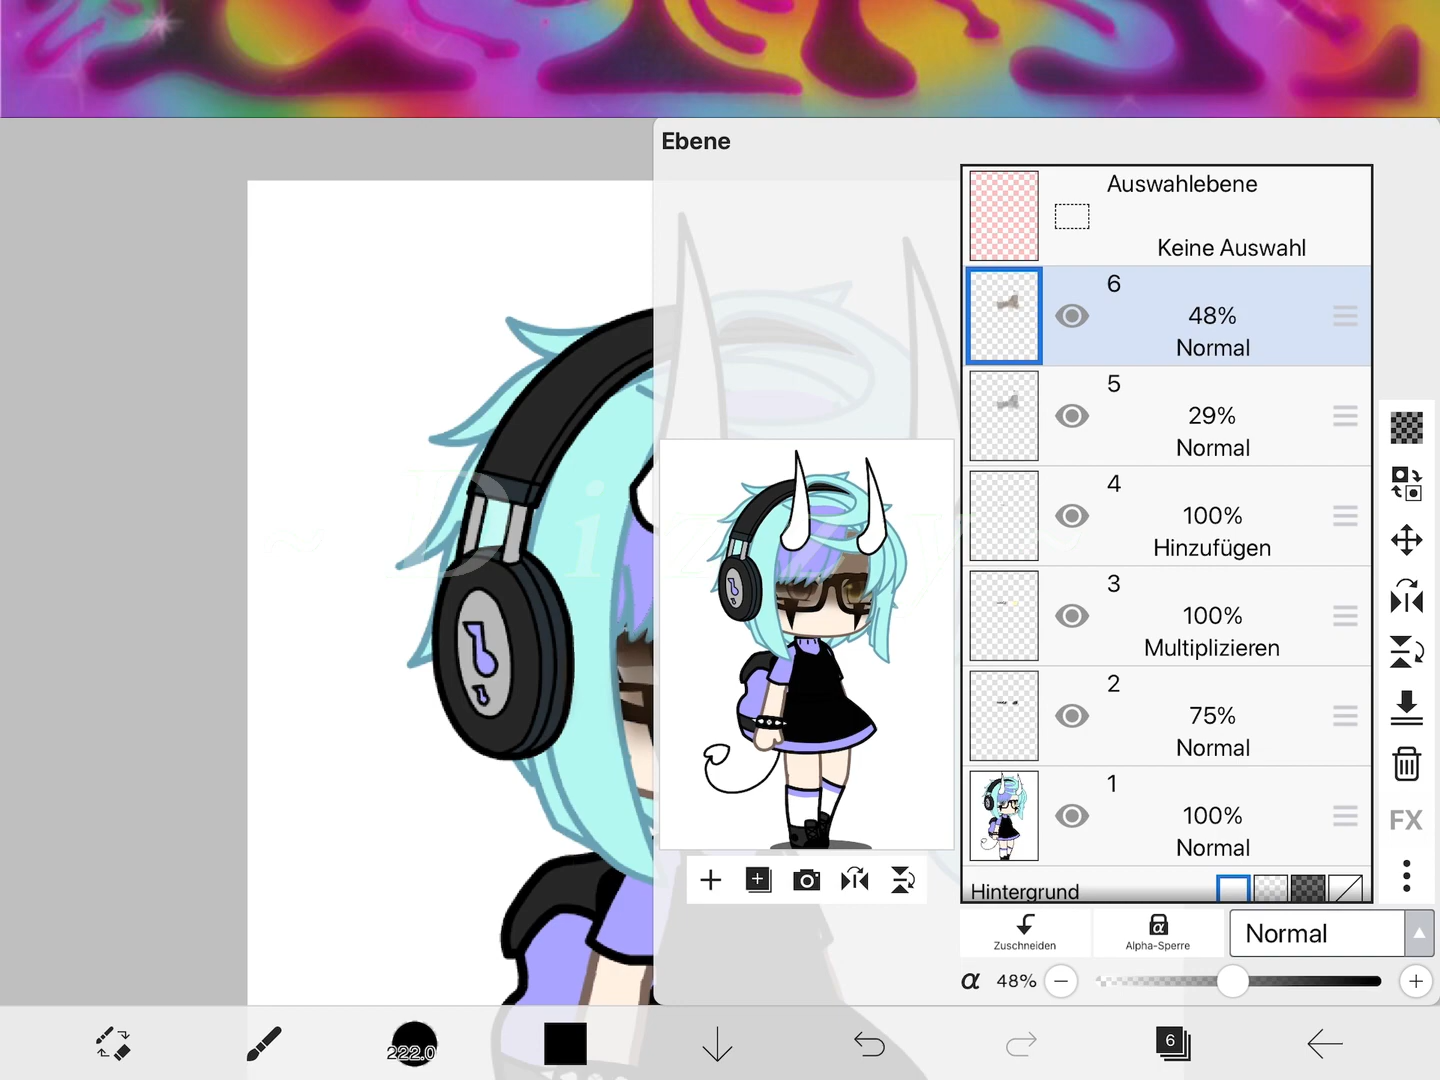 Ebene
Auswahlebene
Keine Auswahl
6
48%
Normal
5
29%
Normal
4
100%
Hinzufügen
3
100%
Multiplizieren
2
75%
Normal
1
100%
Normal
Hintergrund
FX
Zuschneiden
α
Alpha-Sperre
Normal
α 48%
~ Dizzy ~
222.0
6